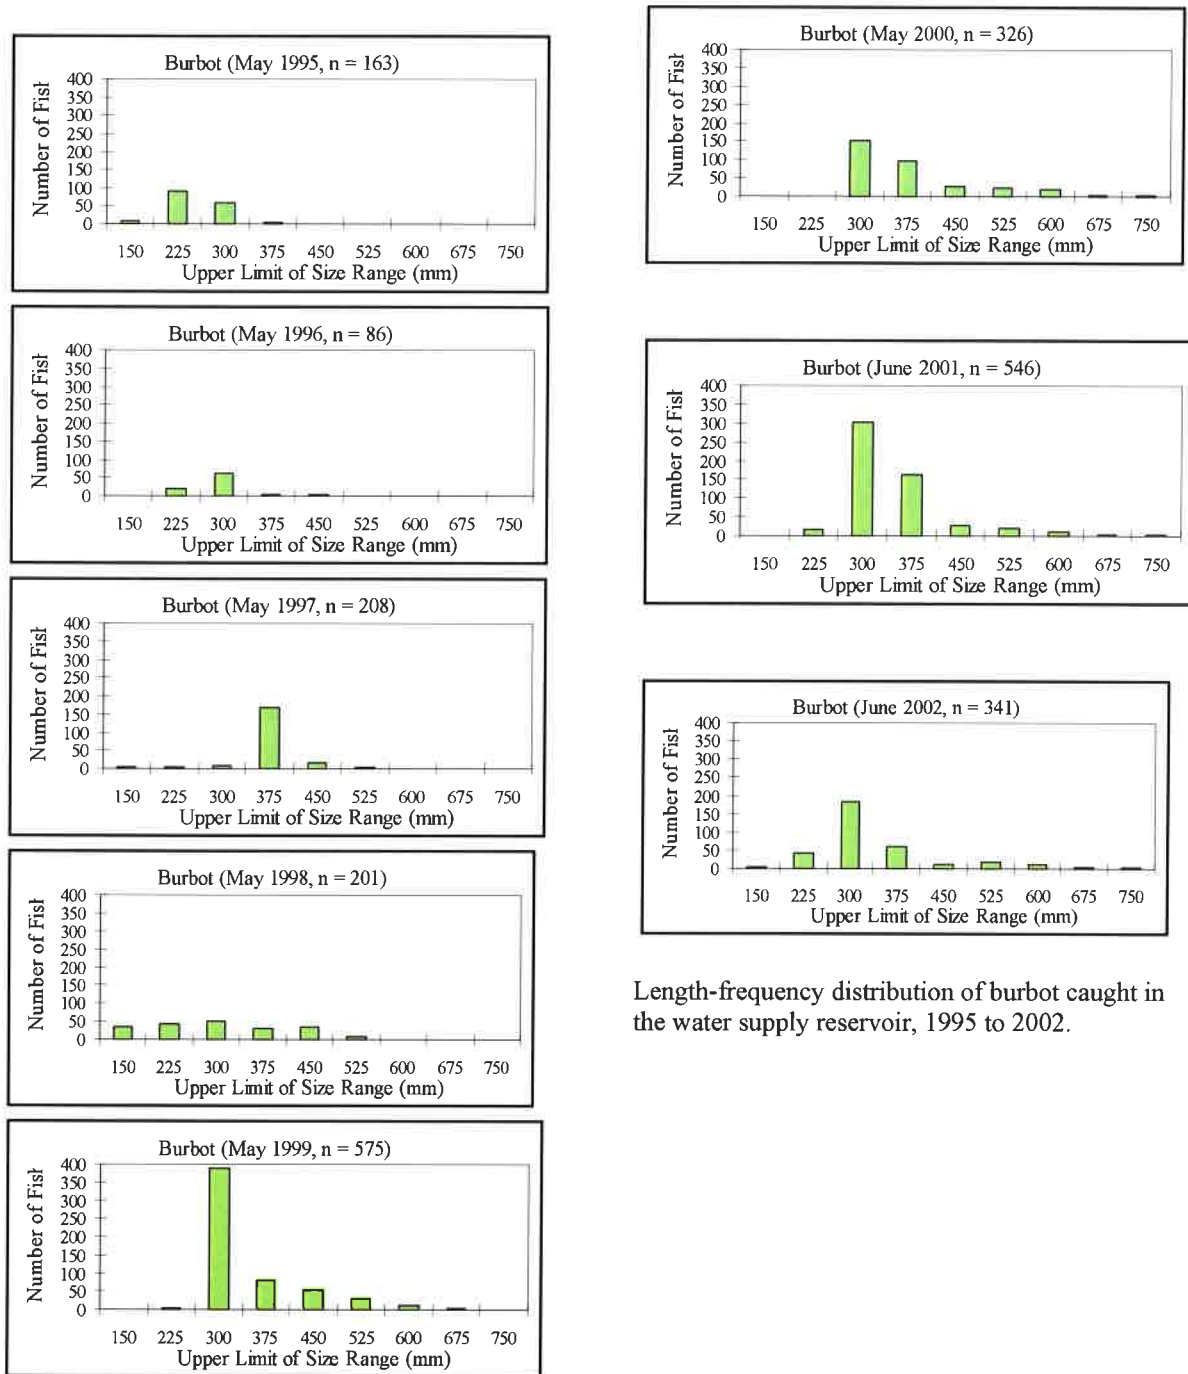 Burbot (May 1995, n = 163)
Number of Fish
400
350
300
250
200
150
100
50
0
150 225 300 375 450 525 600 675 750
Upper Limit of Size Range (mm)
Burbot (May 1996, n = 86)
Number of Fish
400
350
300
250
200
150
100
50
0
150 225 300 375 450 525 600 675 750
Upper Limit of Size Range (mm)
Burbot (May 1997, n = 208)
Number of Fish
400
350
300
250
200
150
100
50
0
150 225 300 375 450 525 600 675 750
Upper Limit of Size Range (mm)
Burbot (May 1998, n = 201)
Number of Fish
400
350
300
250
200
150
100
50
0
150 225 300 375 450 525 600 675 750
Upper Limit of Size Range (mm)
Burbot (May 1999, n = 575)
Number of Fish
400
350
300
250
200
150
100
50
0
150 225 300 375 450 525 600 675 750
Upper Limit of Size Range (mm)
Burbot (May 2000, n = 326)
Number of Fish
400
350
300
250
200
150
100
50
0
150 225 300 375 450 525 600 675 750
Upper Limit of Size Range (mm)
Burbot (June 2001, n = 546)
Number of Fish
400
350
300
250
200
150
100
50
0
150 225 300 375 450 525 600 675 750
Upper Limit of Size Range (mm)
Burbot (June 2002, n = 341)
Number of Fish
400
350
300
250
200
150
100
50
0
150 225 300 375 450 525 600 675 750
Upper Limit of Size Range (mm)
Length-frequency distribution of burbot caught in
the water supply reservoir, 1995 to 2002.